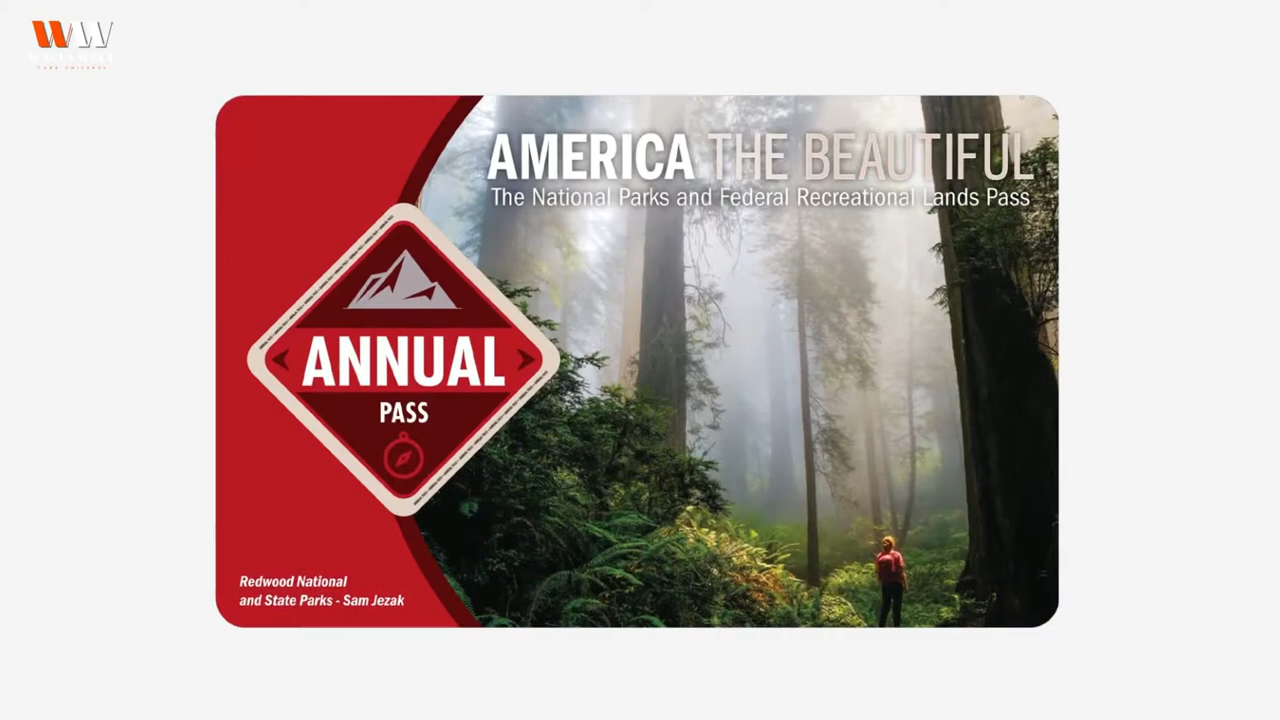 WW
AMERICA THE BEAUTIFUL
The National Parks and Federal Recreational Lands Pass
ANNUAL
PASS
Redwood National
and State Parks - Sam Jezak